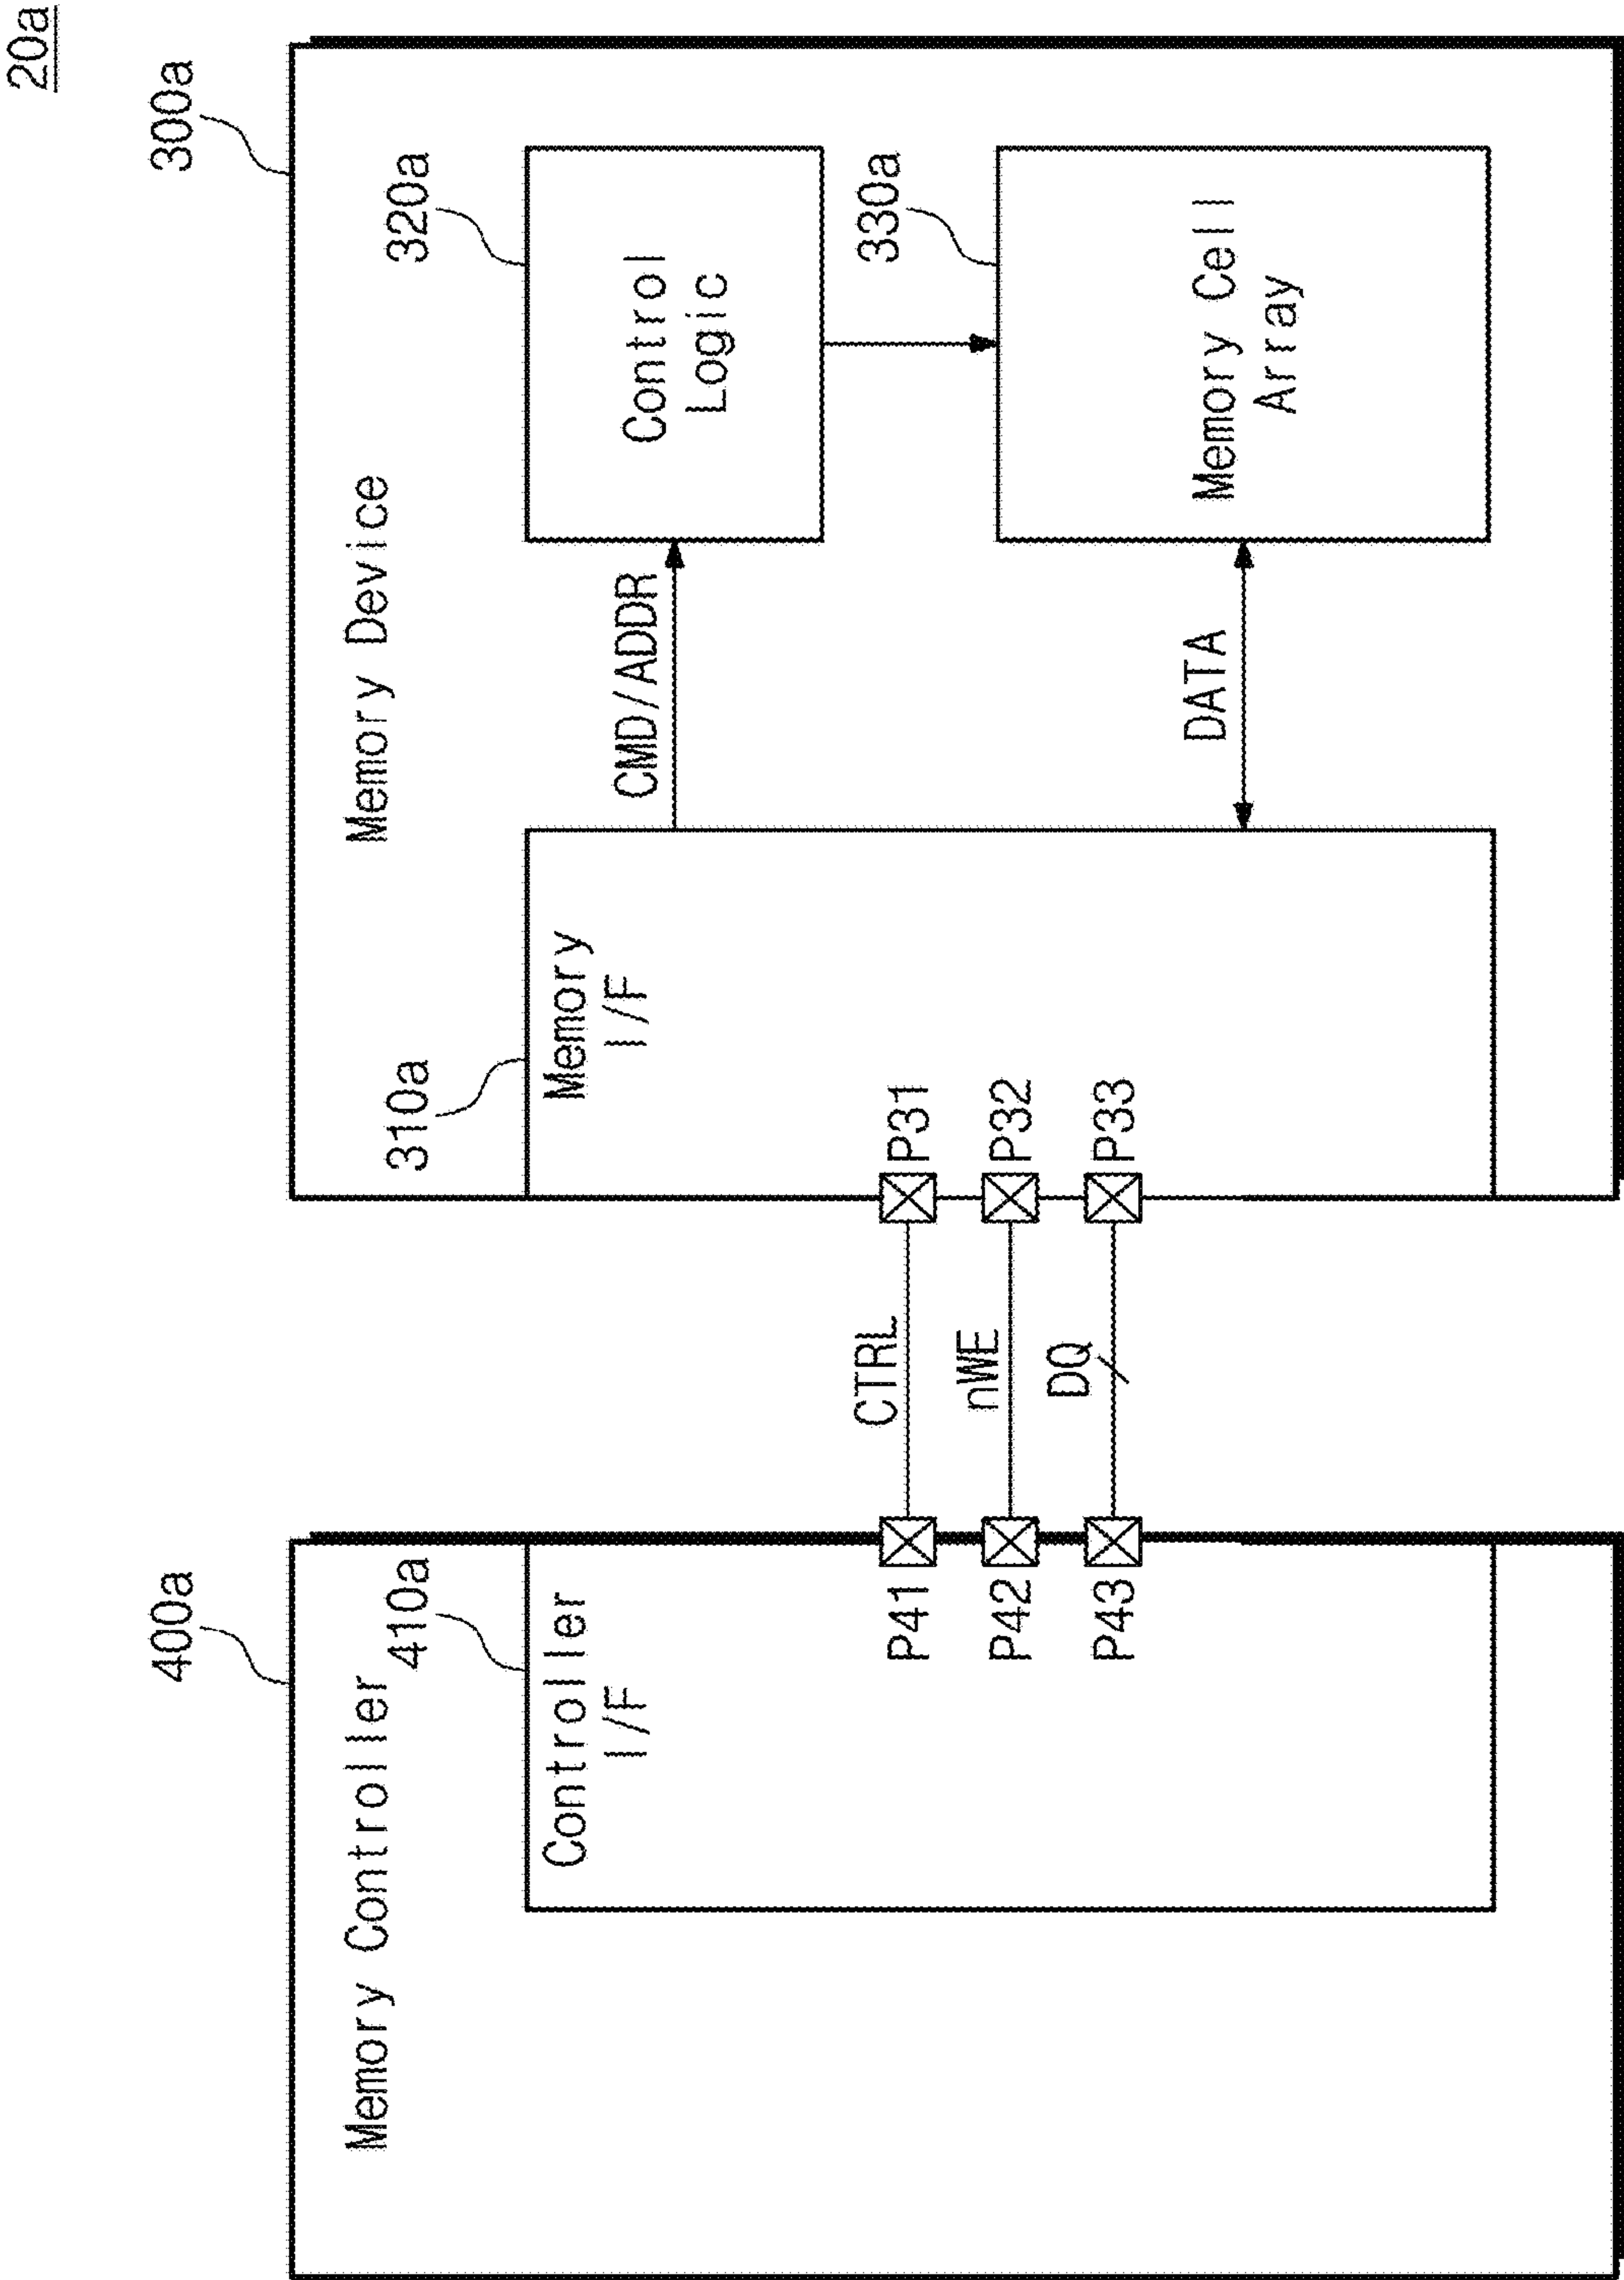 20a
400a
300a
Memory Controller
Memory Device
410a
310a
320a
Controller
I/F
Memory
I/F
CMD/ADDR
Control
Logic
P41
CTRL
P31
330a
P42
nWE
P32
P43
DQ
P33
DATA
Memory Cell
Array